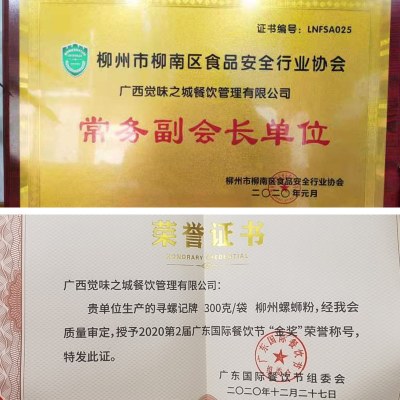 证书编号：LNFSA025
柳州市柳南区食品安全行业协会
广西觉味之城餐饮管理有限公司
常务副会长单位
柳州市柳南区食品安全行业协会
二〇二〇年元月
荣誉证书
HONORARY CREDENTIAL
广西觉味之城餐饮管理有限公司：
贵单位生产的寻螺记牌 300克/袋 柳州螺蛳粉，经我会
质量审定，授予2020第2届广东国际餐饮节“金奖”荣誉称号，
特发此证。
广东国际餐饮节组委会
二〇二〇年十二月二十七日